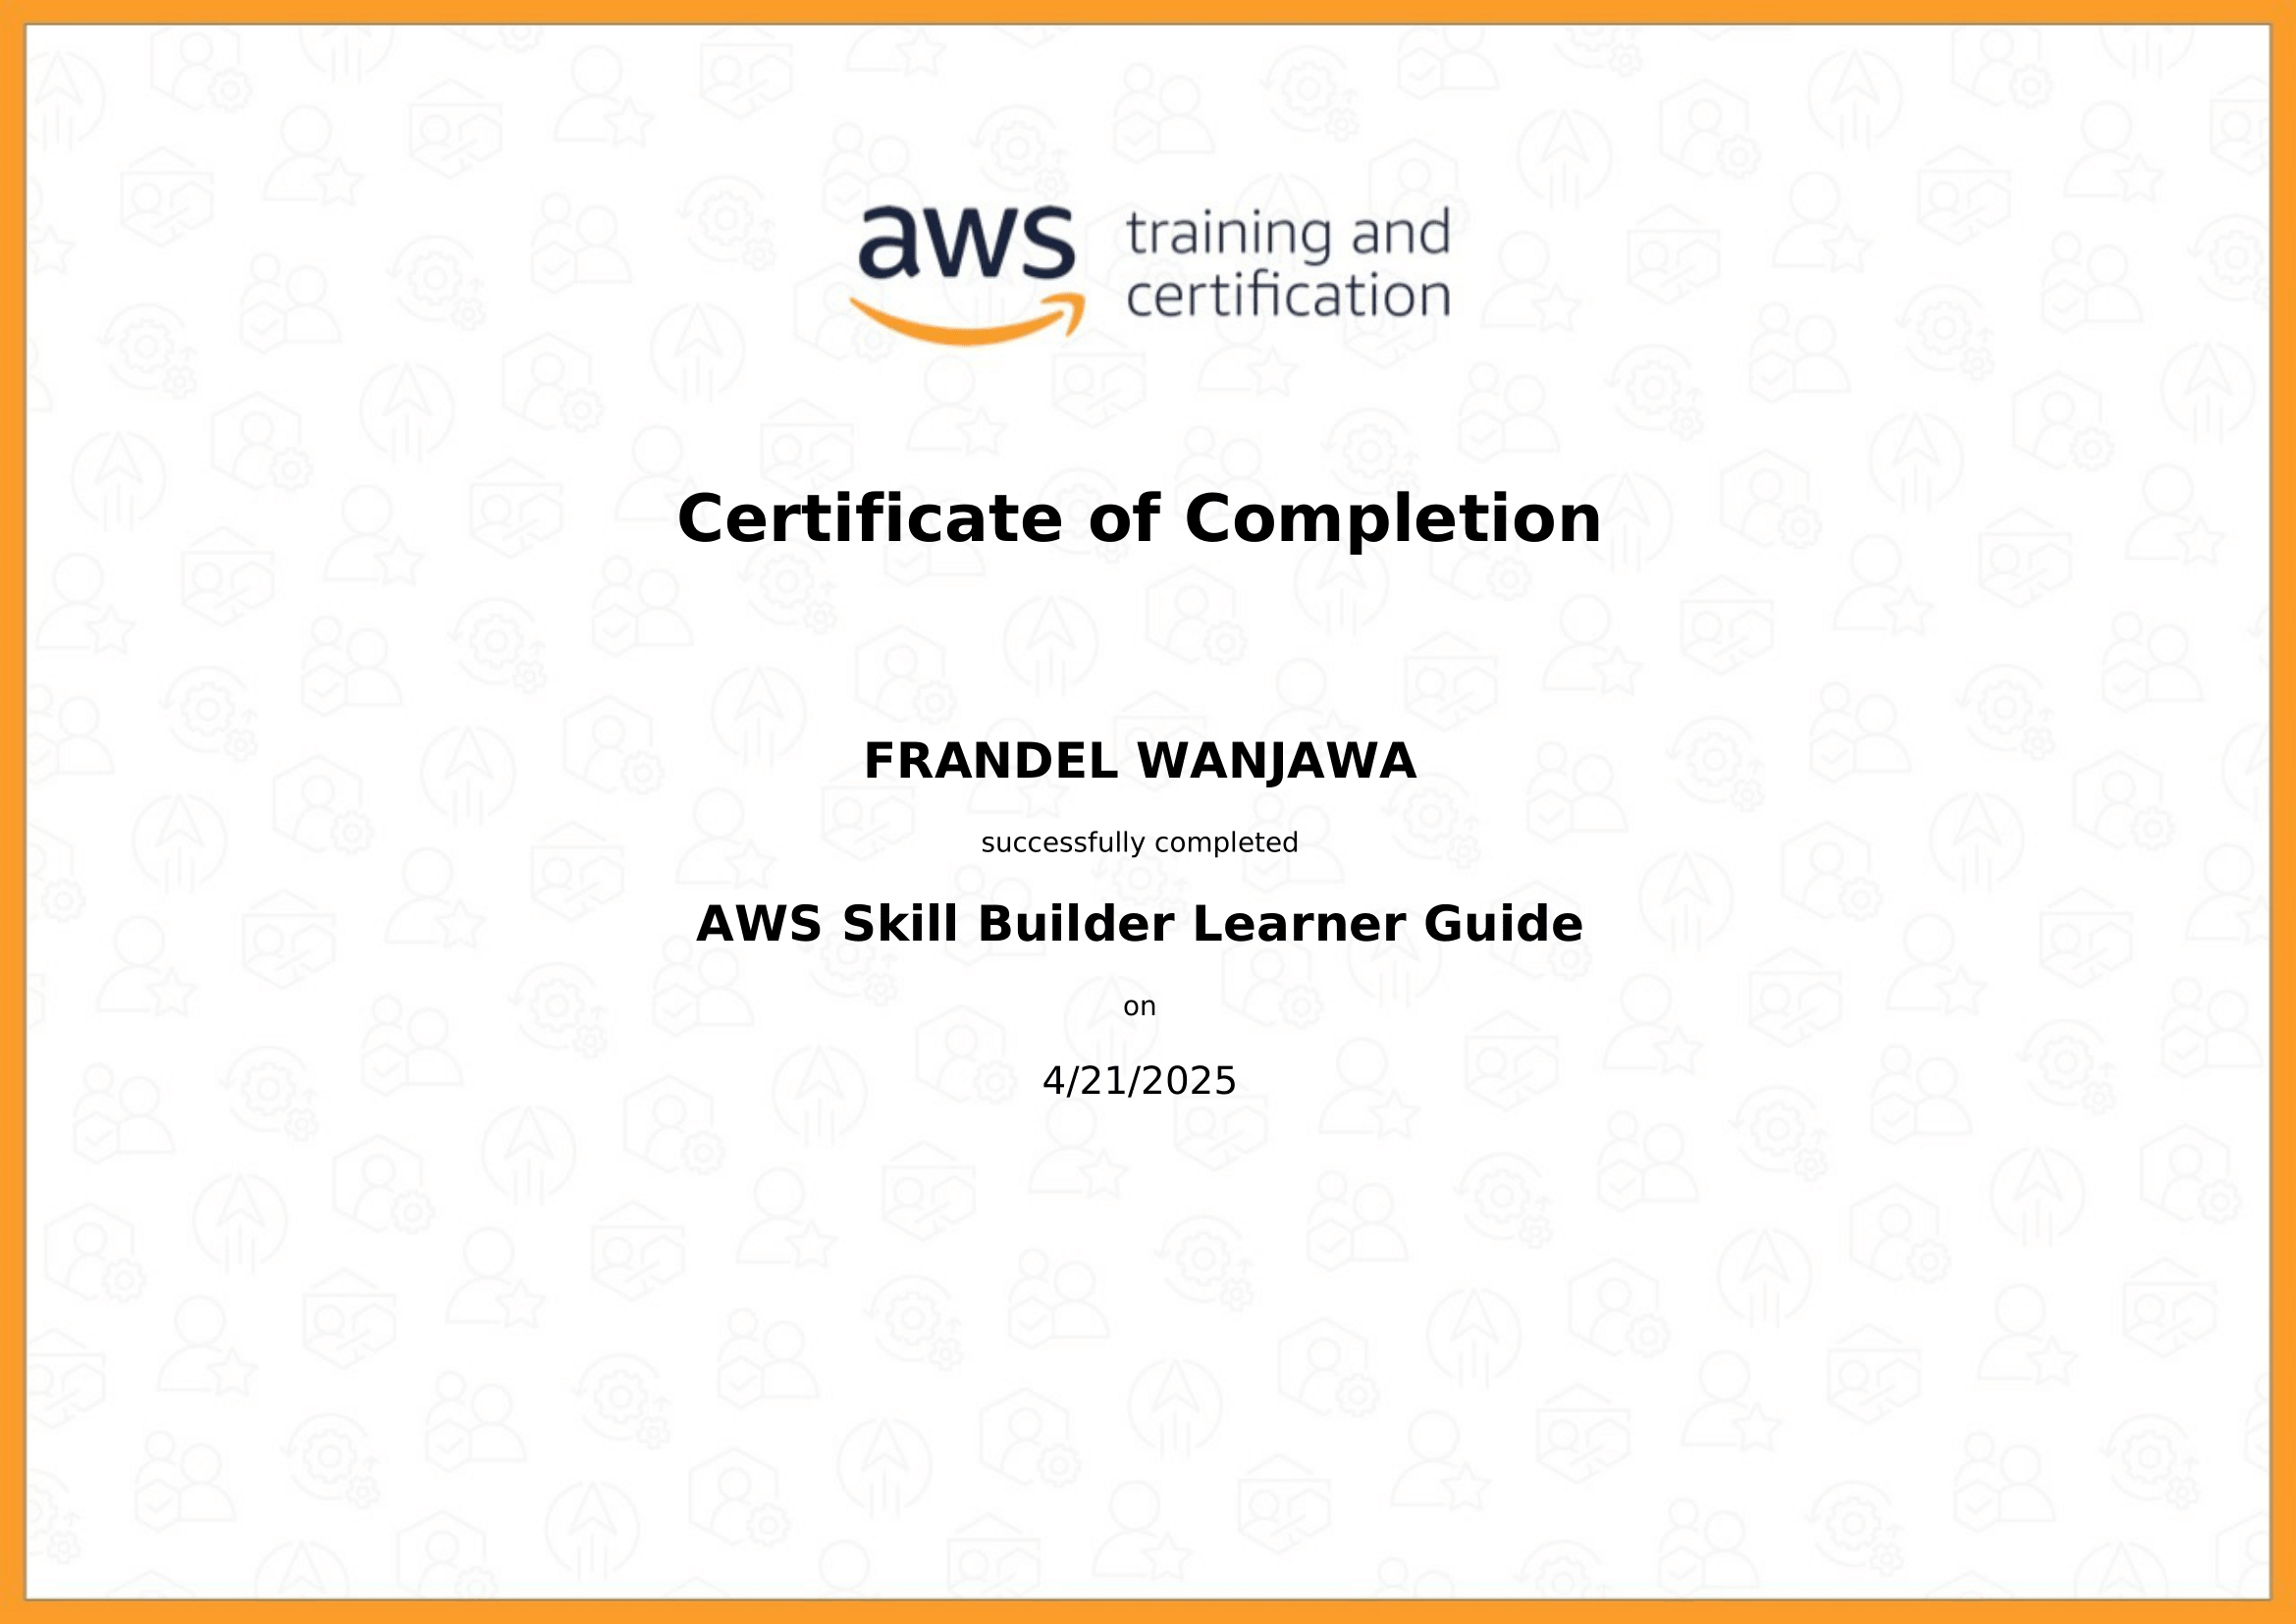 aws training and
certification
Certificate of Completion
FRANDEL WANJAWA
successfully completed
AWS Skill Builder Learner Guide
on
4/21/2025